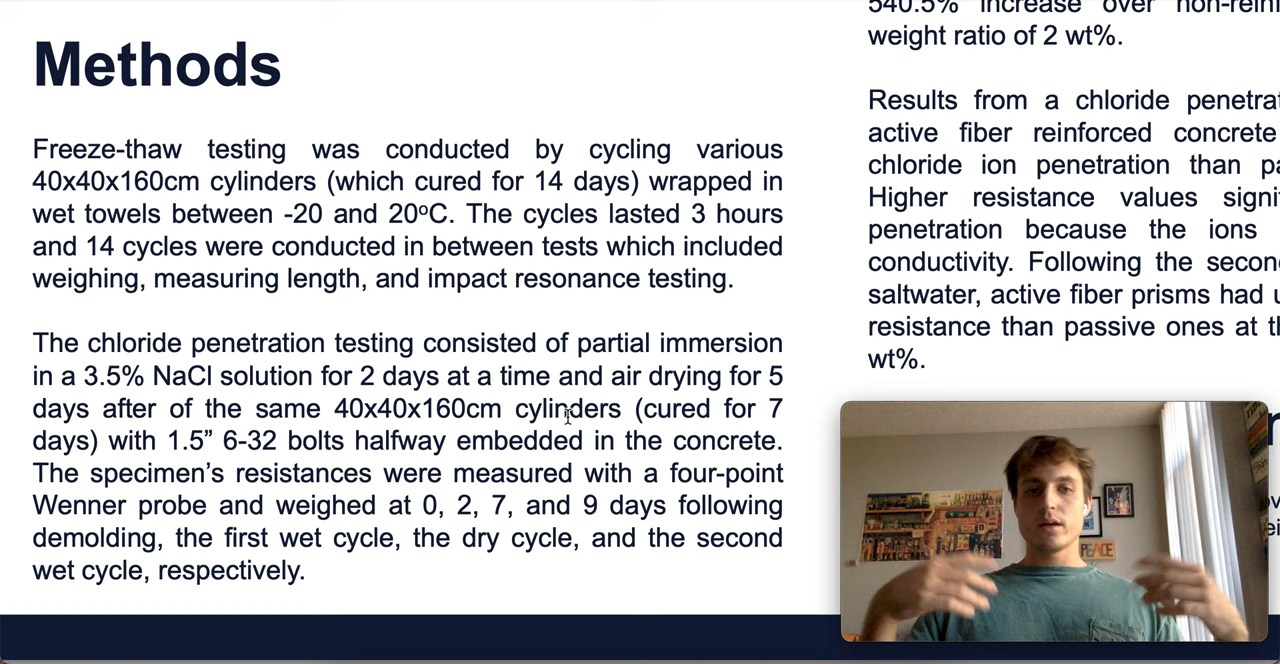 Methods
Freeze-thaw testing was conducted by cycling various
40x40x160cm cylinders (which cured for 14 days) wrapped in
wet towels between -20 and 20ºC. The cycles lasted 3 hours
and 14 cycles were conducted in between tests which included
weighing, measuring length, and impact resonance testing.
The chloride penetration testing consisted of partial immersion
in a 3.5% NaCl solution for 2 days at a time and air drying for 5
days after of the same 40x40x160cm cylinders (cured for 7
days) with 1.5” 6-32 bolts halfway embedded in the concrete.
The specimen’s resistances were measured with a four-point
Wenner probe and weighed at 0, 2, 7, and 9 days following
demolding, the first wet cycle, the dry cycle, and the second
wet cycle, respectively.
540.5% increase over
weight ratio of 2 wt%.
Results from a chloride
active fiber reinforced concrete
chloride ion penetration than
Higher resistance values
penetration because the ions
conductivity. Following the
saltwater, active fiber prisms had
resistance than passive ones at
wt%.
PEACE